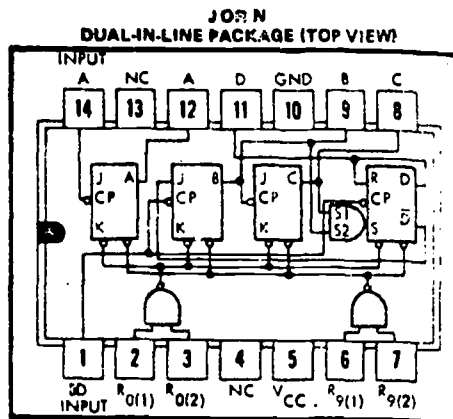 J OR N
DUAL-IN-LINE PACKAGE (TOP VIEW)
INPUT
A NC A D GND B C
14 13 12 11 10 9 8
J A J B J C R D
CP CP CP S1 CP
K K K S2 S D
1 2 3 4 5 6 7
BD R0(1) R0(2) NC VCC R9(1) R9(2)
INPUT